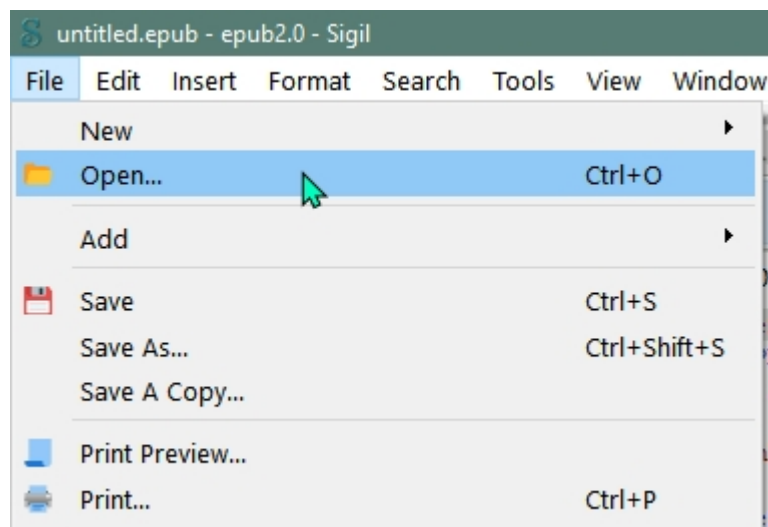 untitled.epub - epub2.0 - Sigil
File Edit Insert Format Search Tools View Window
New
Open... Ctrl+O
Add
Save Ctrl+S
Save As... Ctrl+Shift+S
Save A Copy...
Print Preview...
Print... Ctrl+P